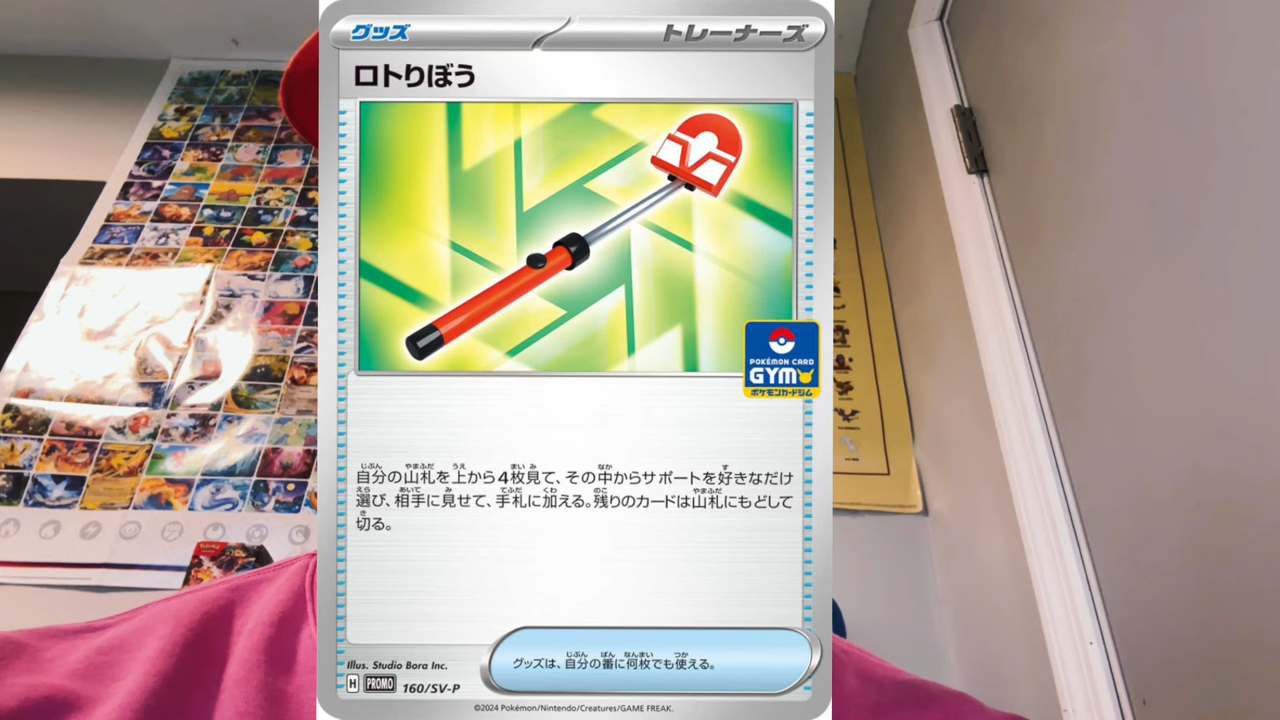 グッズ
トレーナーズ
ロトりぼう
POKÉMON CARD
GYM
ポケモンカードジム
自分の山札を上から4枚見て、その中からサポートを好きなだけ
選び、相手に見せて、手札に加える。残りのカードは山札にもどして
切る。
グッズは、自分の番に何枚でも使える。
Illus. Studio Bora Inc.
H PROMO 160/SV-P
©2024 Pokémon/Nintendo/Creatures/GAME FREAK.